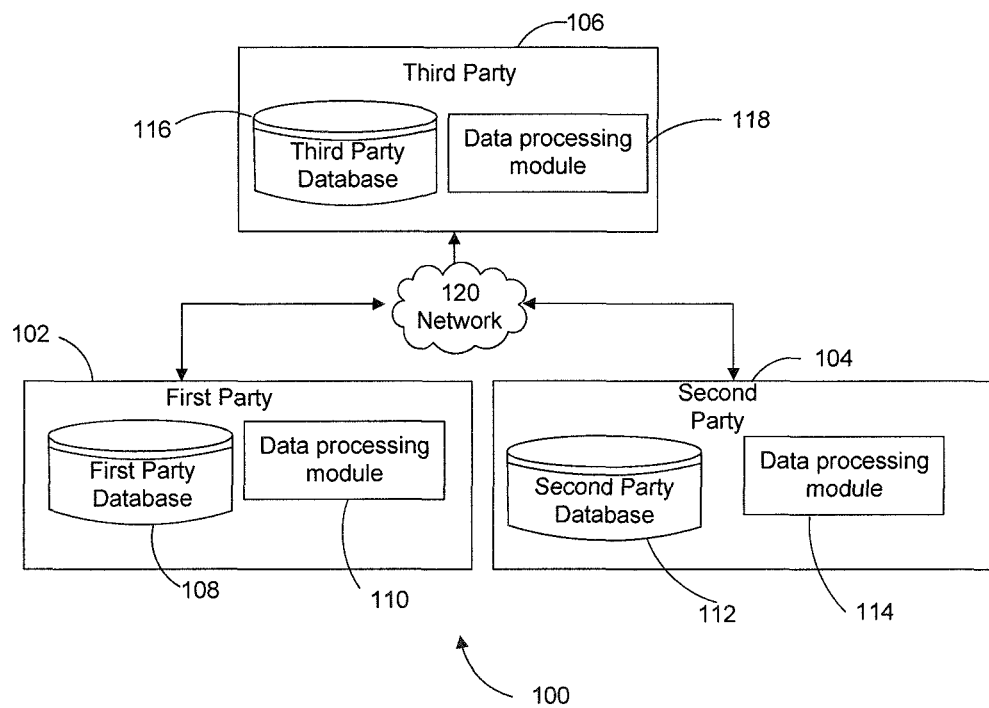 106
Third Party
116
Third Party
Database
Data processing
module
118
120
Network
102
104
First Party
First Party
Database
Data processing
module
Second
Party
Second Party
Database
Data processing
module
108
110
112
114
100